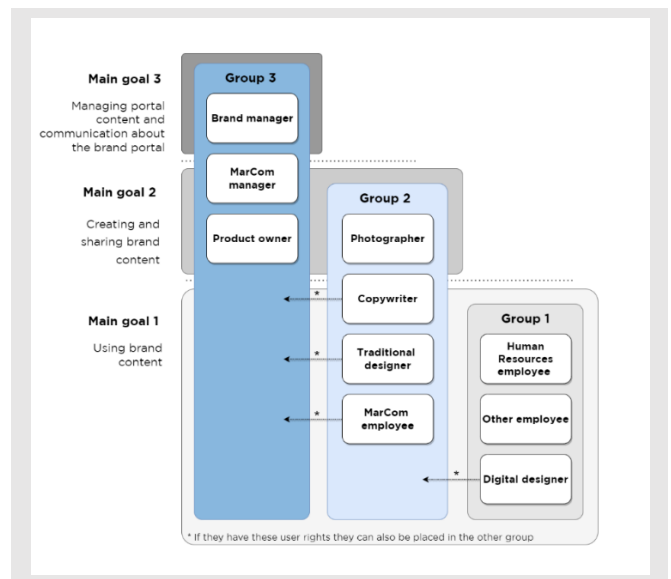 Main goal 3
Managing portal
content and
communication about
the brand portal
Group 3
Brand manager
MarCom
manager
Product owner
Main goal 2
Creating and
sharing brand
content
Group 2
Photographer
*
Copywriter
*
Traditional
designer
*
MarCom
employee
Main goal 1
Using brand
content
Group 1
Human
Resources
employee
Other employee
*
Digital designer
* If they have these user rights they can also be placed in the other group